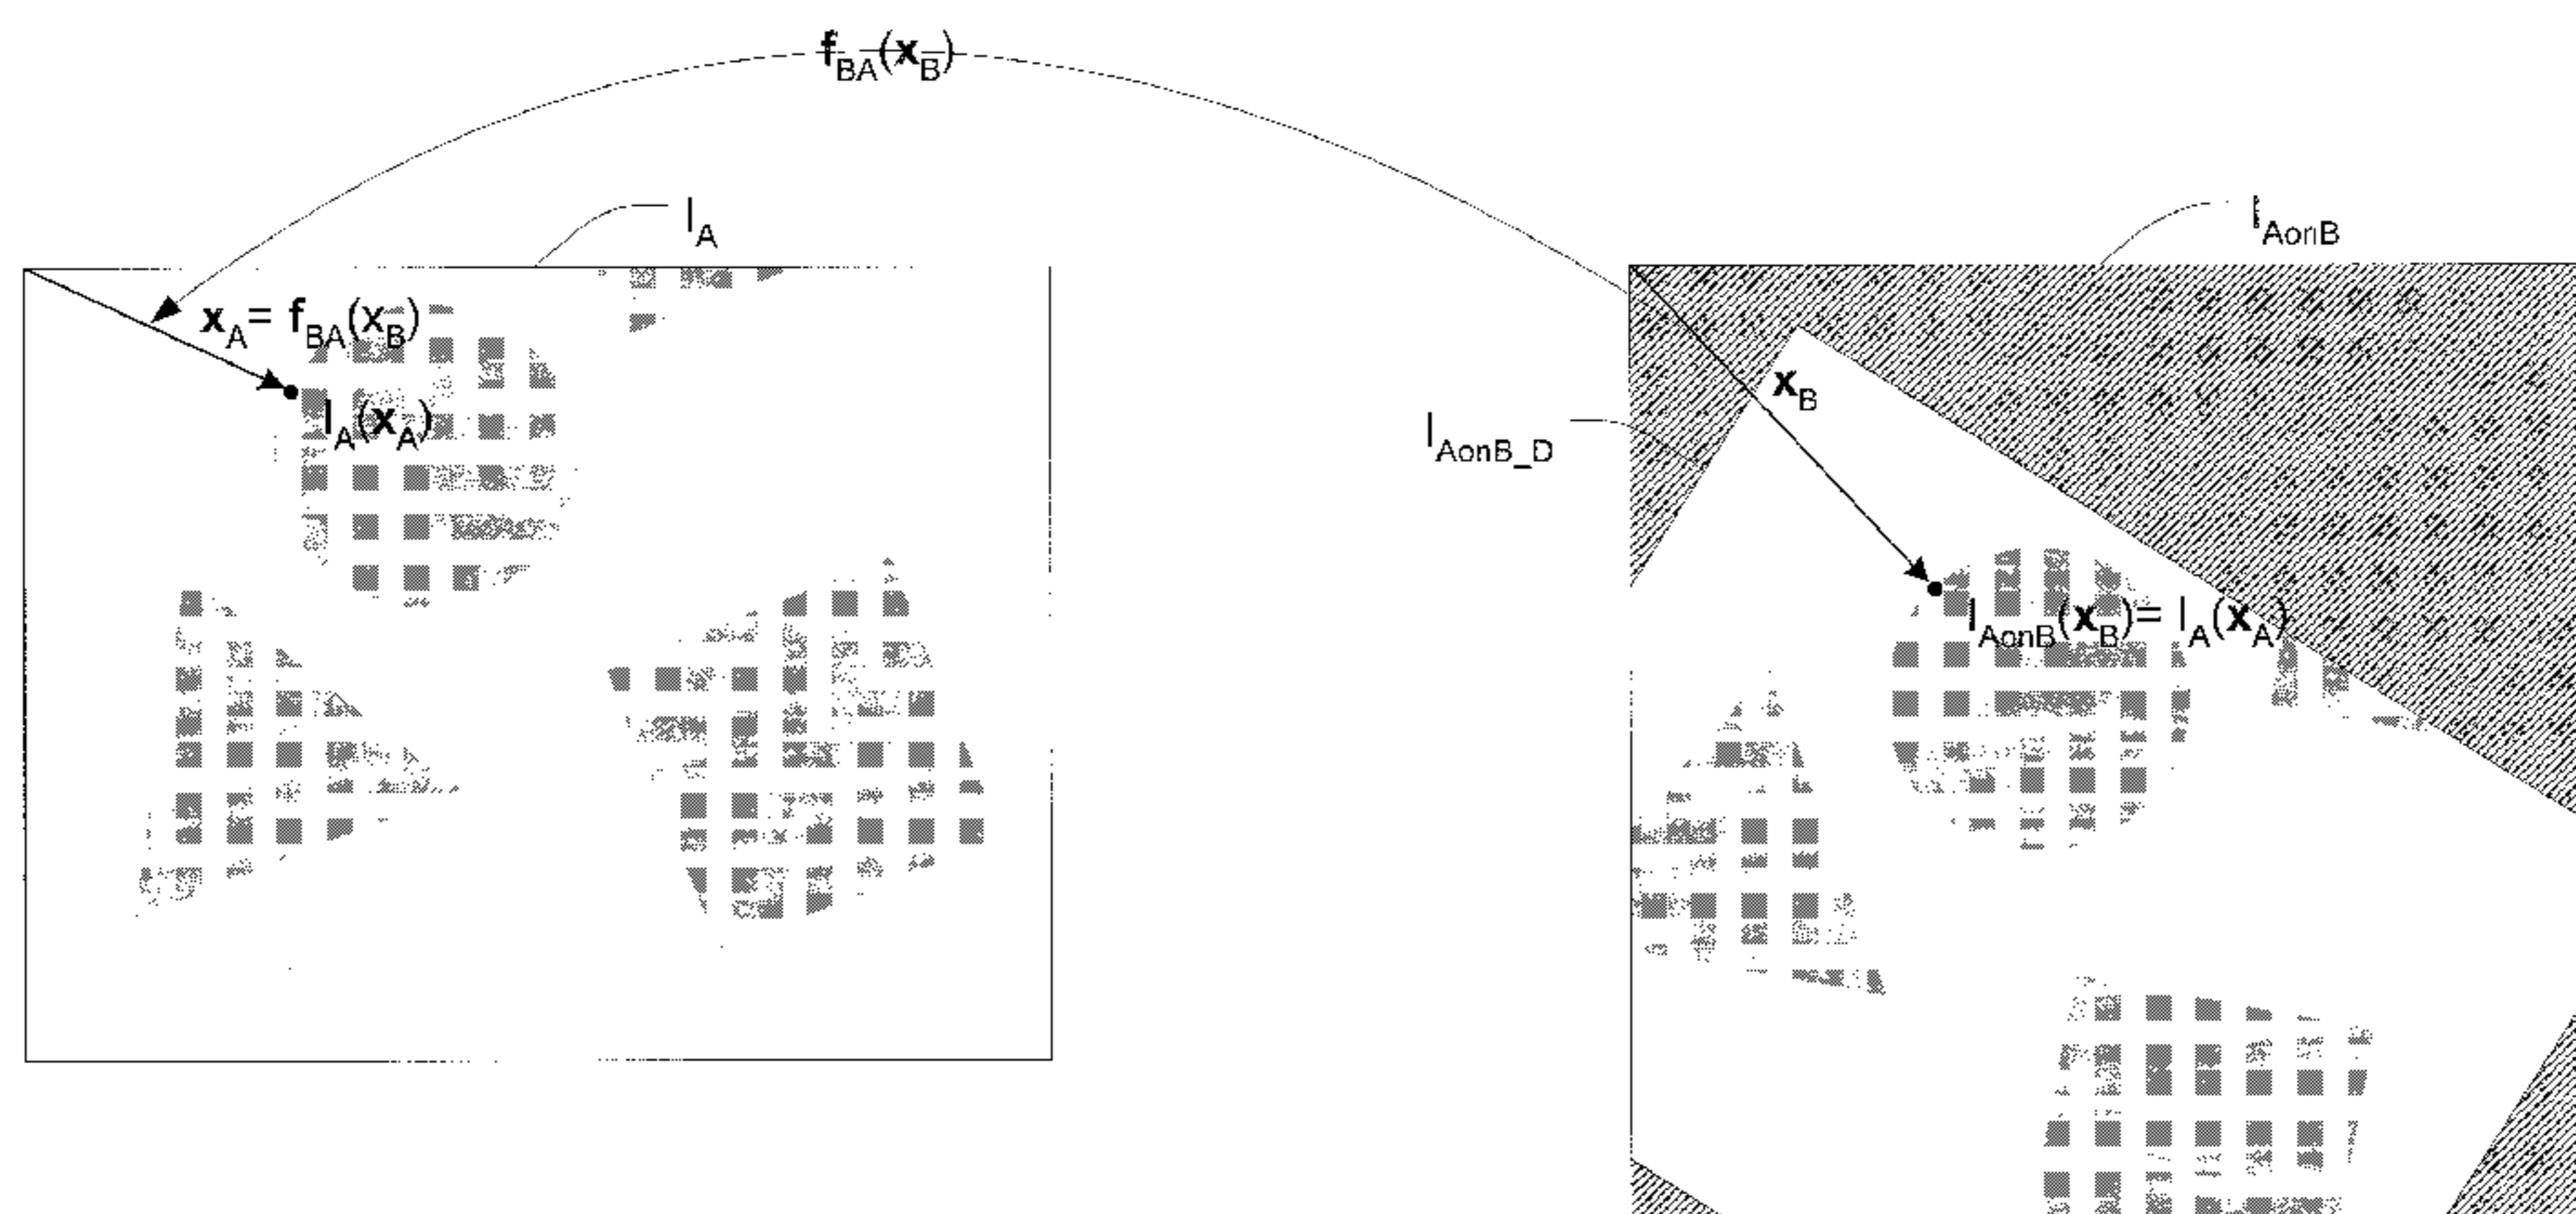 f_BA(x_B)
I_A
I_AonB
x_A= f_BA(x_B)
x_B
I_A(x_A)
I_AonB_D
I_AonB(x_B)= I_A(x_A)